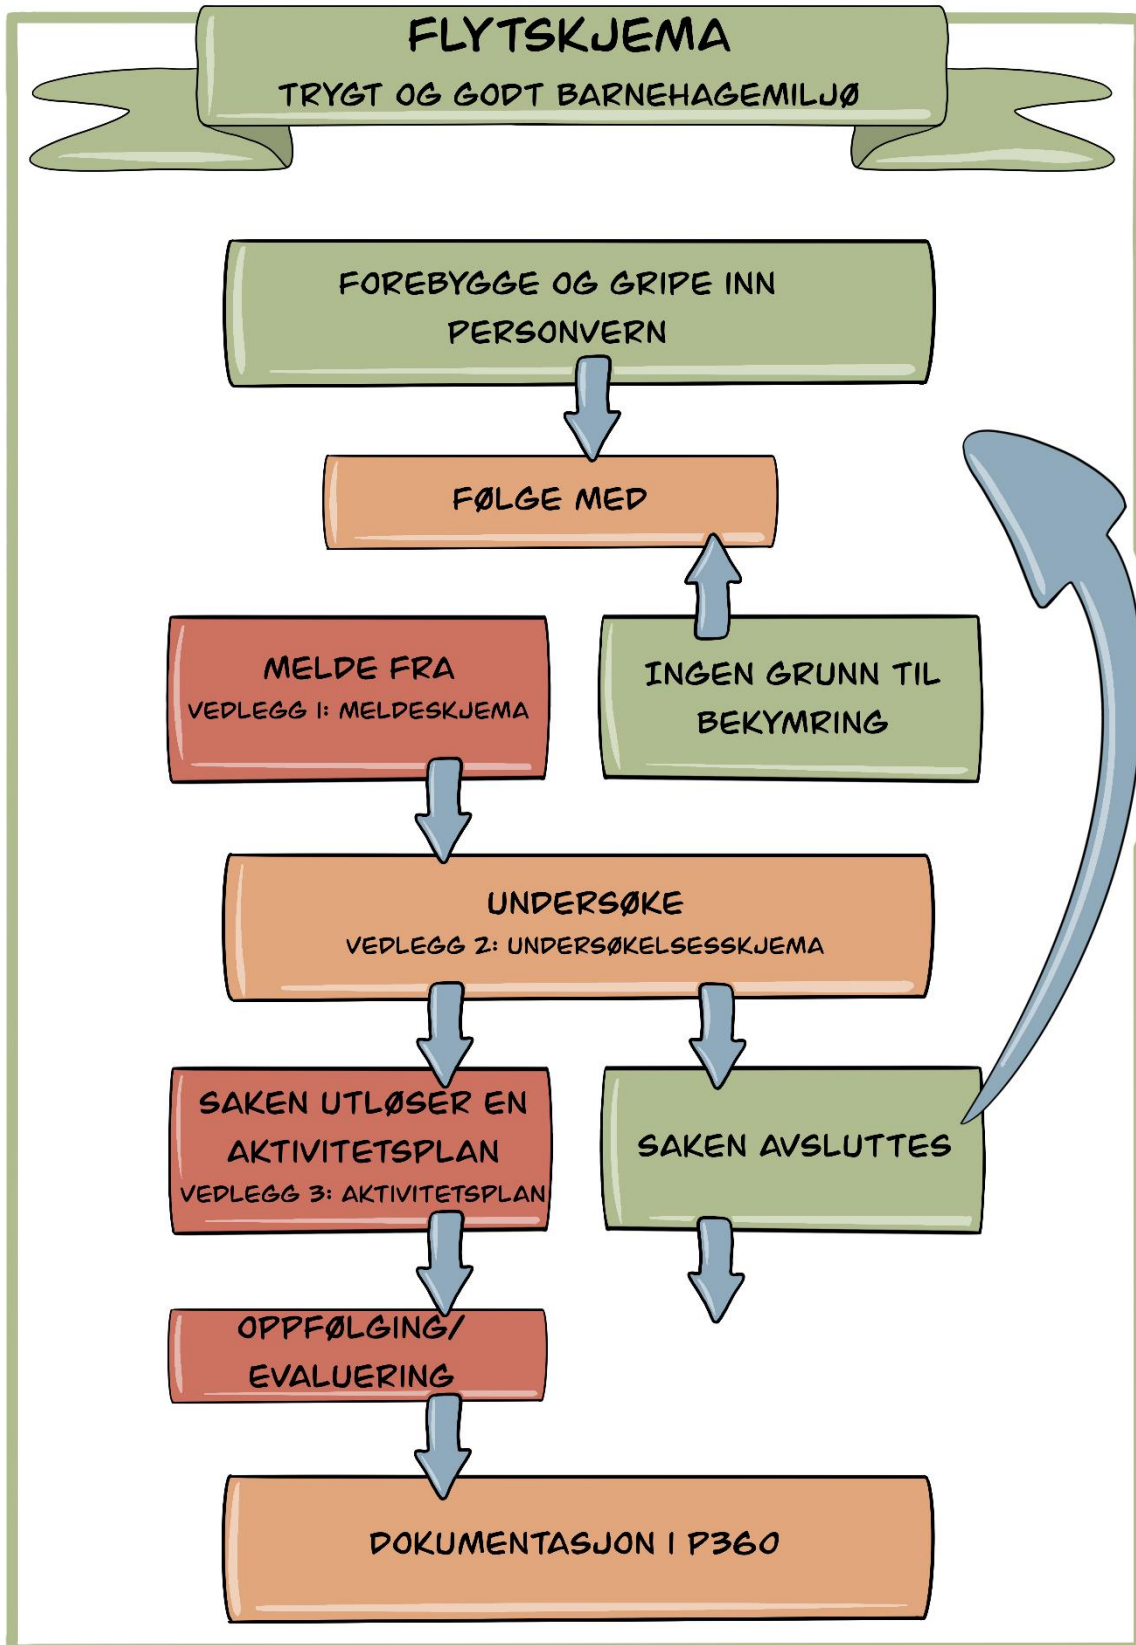 FLYTSKJEMA
TRYGT OG GODT BARNEHAGEMILJØ
FOREBYGGE OG GRIPE INN
PERSONVERN
FØLGE MED
MELDE FRA
VEDLEGG 1: MELDESKJEMA
INGEN GRUNN TIL
BEKYMRING
UNDERSØKE
VEDLEGG 2: UNDERSØKELSESSKJEMA
SAKEN UTLØSER EN
AKTIVITETSPLAN
VEDLEGG 3: AKTIVITETSPLAN
SAKEN AVSLUTTES
OPPFØLGING/
EVALUERING
DOKUMENTASJON I P360